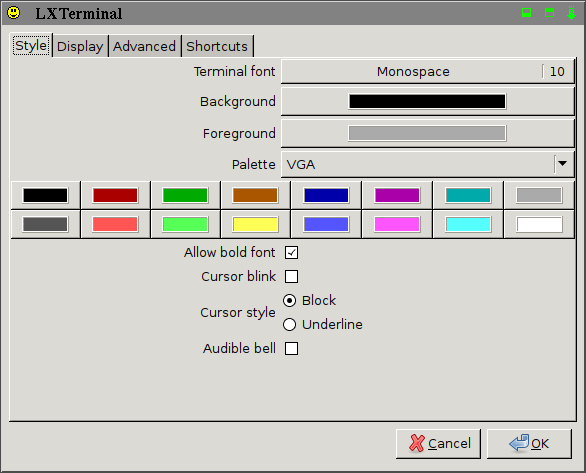 LXTerminal
Style Display Advanced Shortcuts
Terminal font Monospace 10
Background
Foreground
Palette VGA
Allow bold font
Cursor blink
Cursor style
Block
Underline
Audible bell
Cancel OK